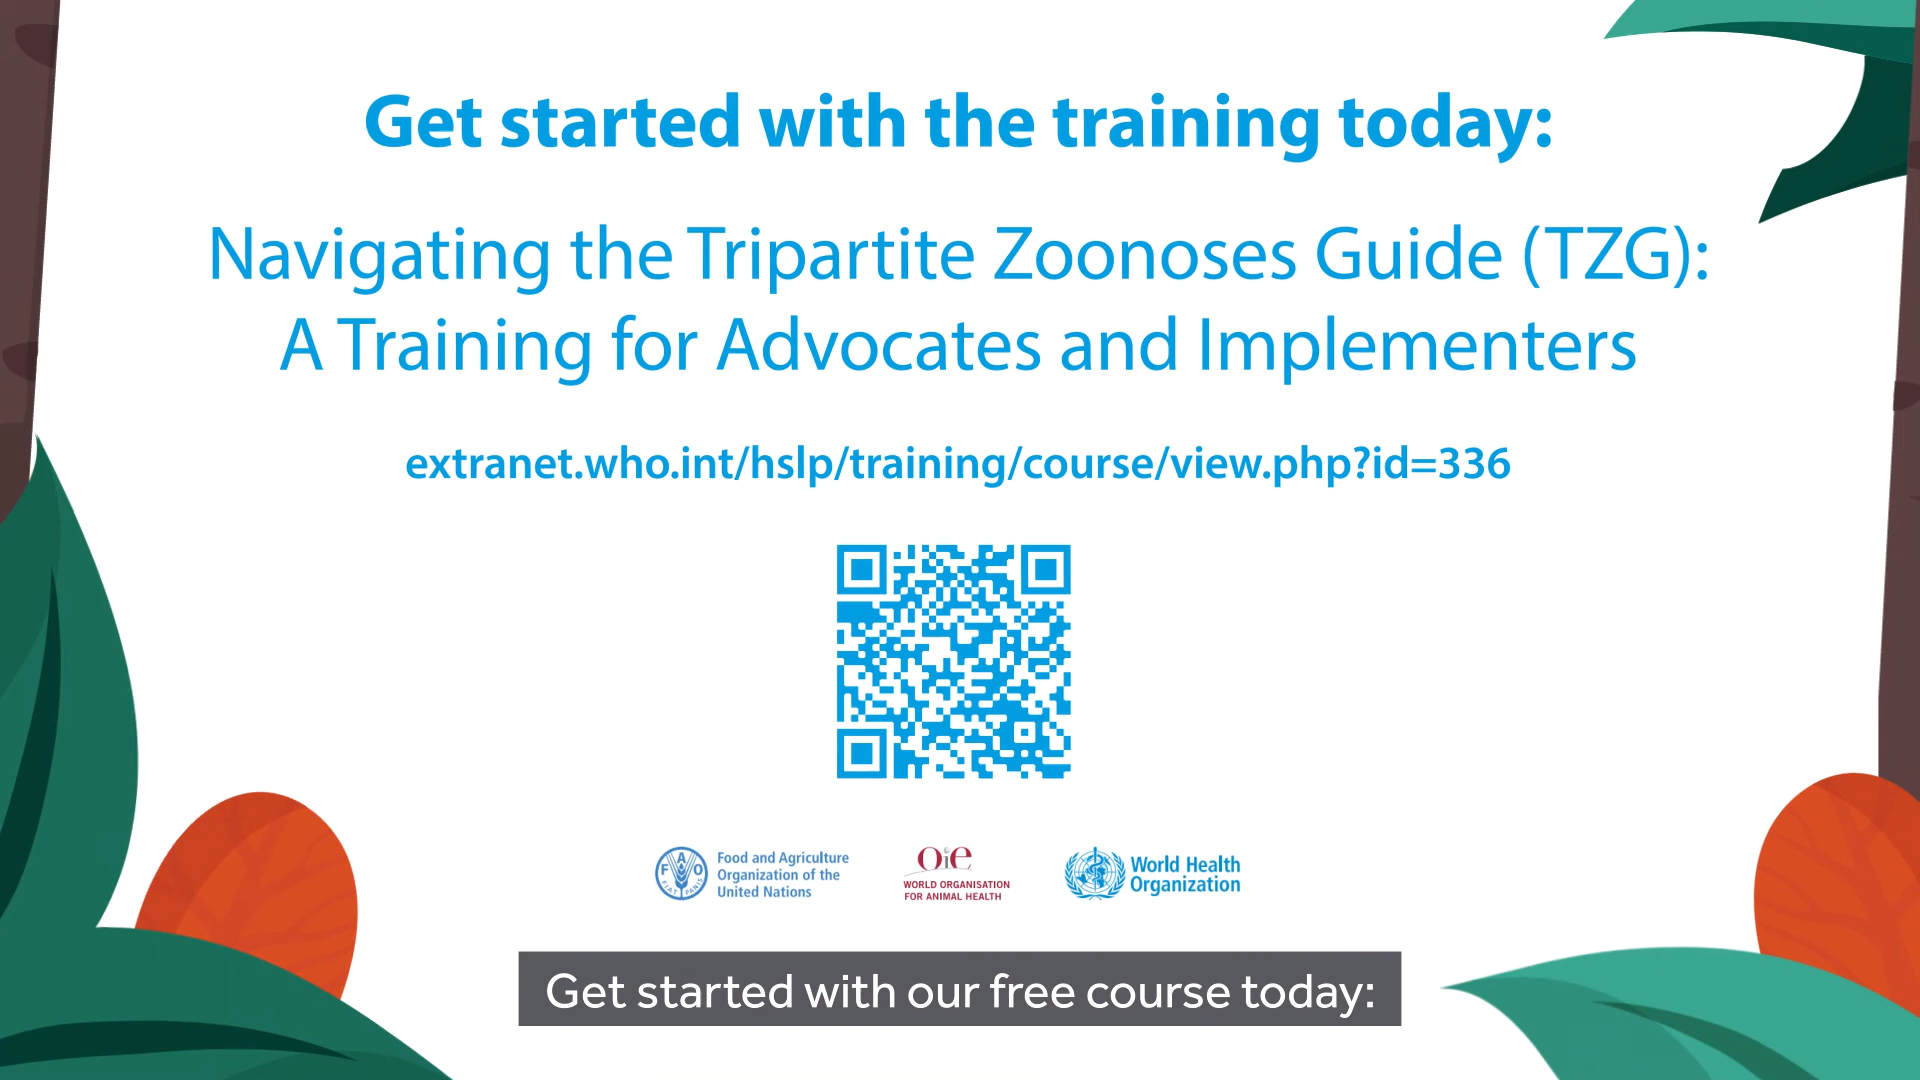 Get started with the training today:
Navigating the Tripartite Zoonoses Guide (TZG):
A Training for Advocates and Implementers
extranet.who.int/hslp/training/course/view.php?id=336
F A O
FIAT PANIS
Food and Agriculture
Organization of the
United Nations
OiE
WORLD ORGANISATION
FOR ANIMAL HEALTH
World Health
Organization
Get started with our free course today: